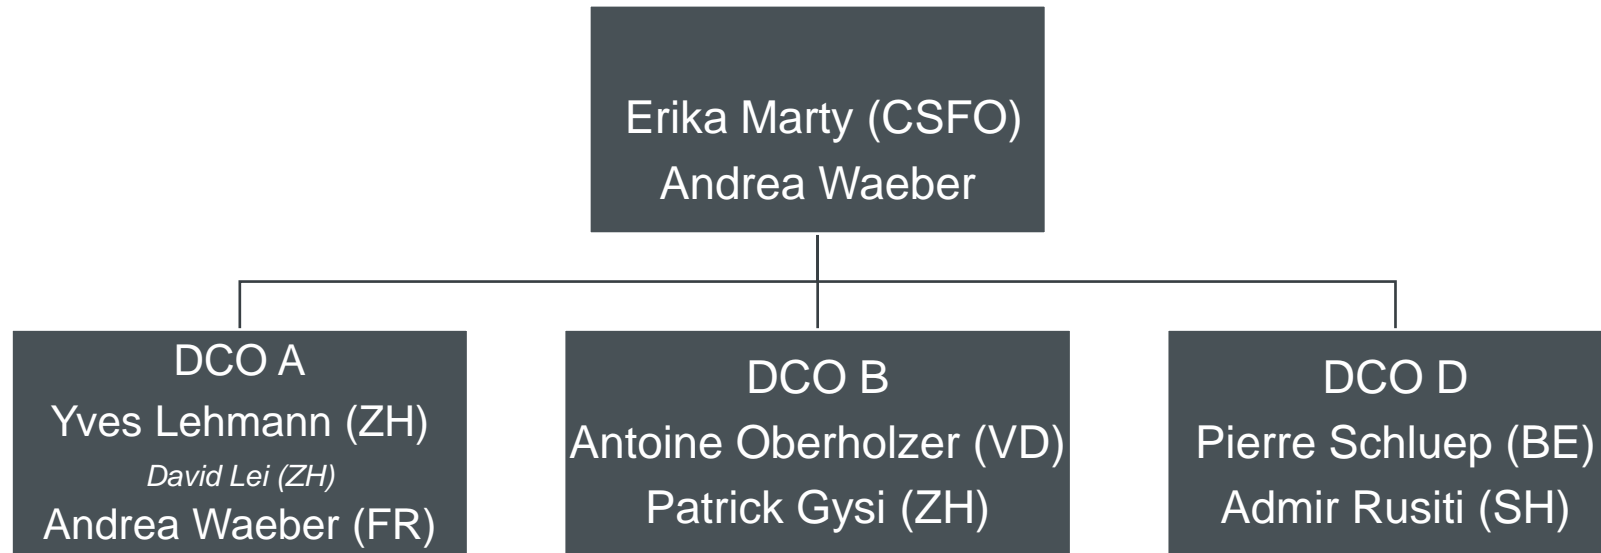 Erika Marty (CSFO)
Andrea Waeber
DCO A
Yves Lehmann (ZH)
David Lei (ZH)
Andrea Waeber (FR)
DCO B
Antoine Oberholzer (VD)
Patrick Gysi (ZH)
DCO D
Pierre Schluep (BE)
Admir Rusiti (SH)